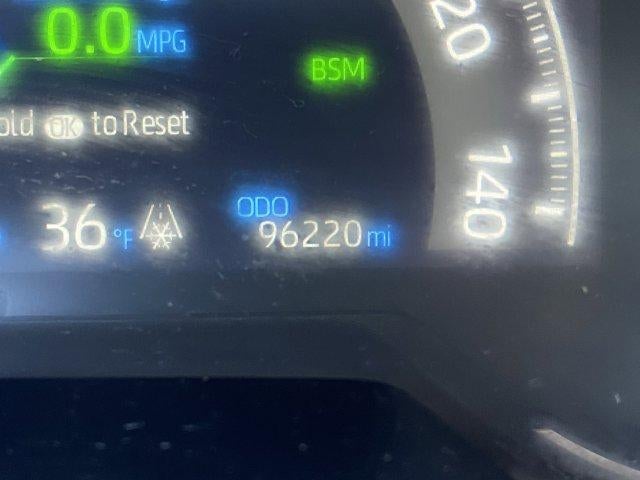 0.0 MPG
BSM
20
old OK to Reset
140
36 °F
ODO
96220 mi